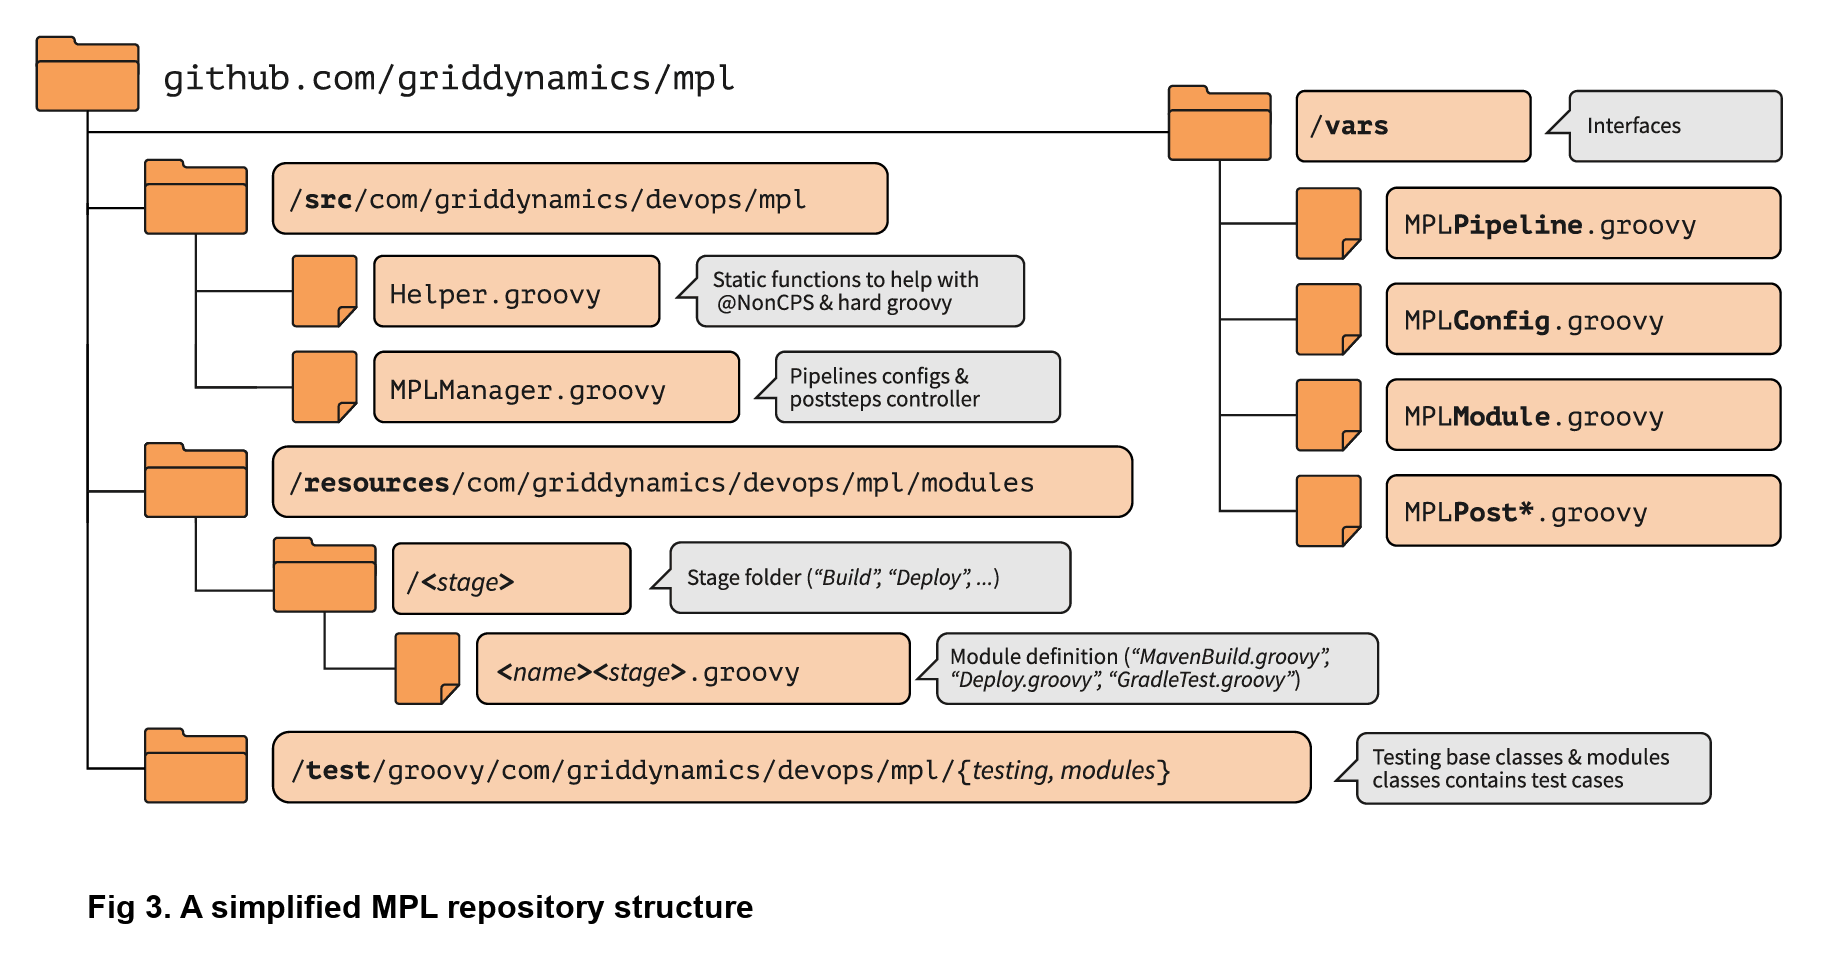 github.com/griddynamics/mpl
/vars
Interfaces
MPLPipeline.groovy
MPLConfig.groovy
MPLModule.groovy
MPLPost*.groovy
/src/com/griddynamics/devops/mpl
Helper.groovy
Static functions to help with
@NonCPS & hard groovy
MPLManager.groovy
Pipelines configs &
poststeps controller
/resources/com/griddynamics/devops/mpl/modules
/<stage>
Stage folder (“Build”, “Deploy”, ...)
<name><stage>.groovy
Module definition (“MavenBuild.groovy”,
“Deploy.groovy”, “GradleTest.groovy”)
/test/groovy/com/griddynamics/devops/mpl/{testing, modules}
Testing base classes & modules
classes contains test cases
Fig 3. A simplified MPL repository structure